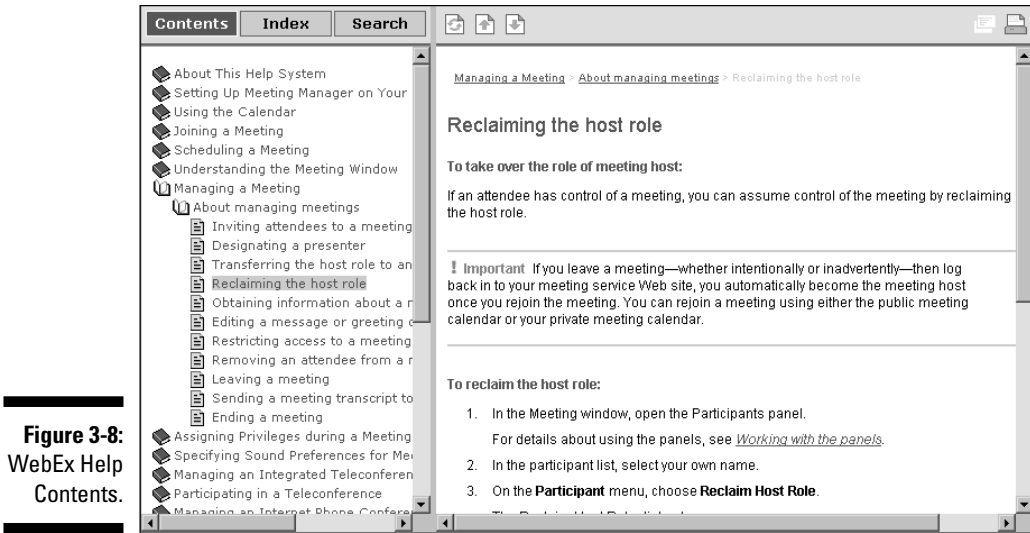 Contents Index Search
About This Help System
Setting Up Meeting Manager on Your
Using the Calendar
Joining a Meeting
Scheduling a Meeting
Understanding the Meeting Window
Managing a Meeting
About managing meetings
Inviting attendees to a meeting
Designating a presenter
Transferring the host role to an
Reclaiming the host role
Obtaining information about a
Editing a message or greeting
Restricting access to a meeting
Removing an attendee from a
Leaving a meeting
Sending a meeting transcript to
Ending a meeting
Assigning Privileges during a Meeting
Specifying Sound Preferences for
Managing an Integrated
Participating in a Teleconference
Managing an Internet Phone
Managing a Meeting > About managing meetings > Reclaiming the host role
Reclaiming the host role
To take over the role of meeting host:
If an attendee has control of a meeting, you can assume control of the meeting by reclaiming
the host role.
! Important If you leave a meeting—whether intentionally or inadvertently—then log
back in to your meeting service Web site, you automatically become the meeting host
once you rejoin the meeting. You can rejoin a meeting using either the public meeting
calendar or your private meeting calendar.
To reclaim the host role:
1. In the Meeting window, open the Participants panel.
For details about using the panels, see Working with the panels.
2. In the participant list, select your own name.
3. On the Participant menu, choose Reclaim Host Role.
Figure 3-8:
WebEx Help
Contents.